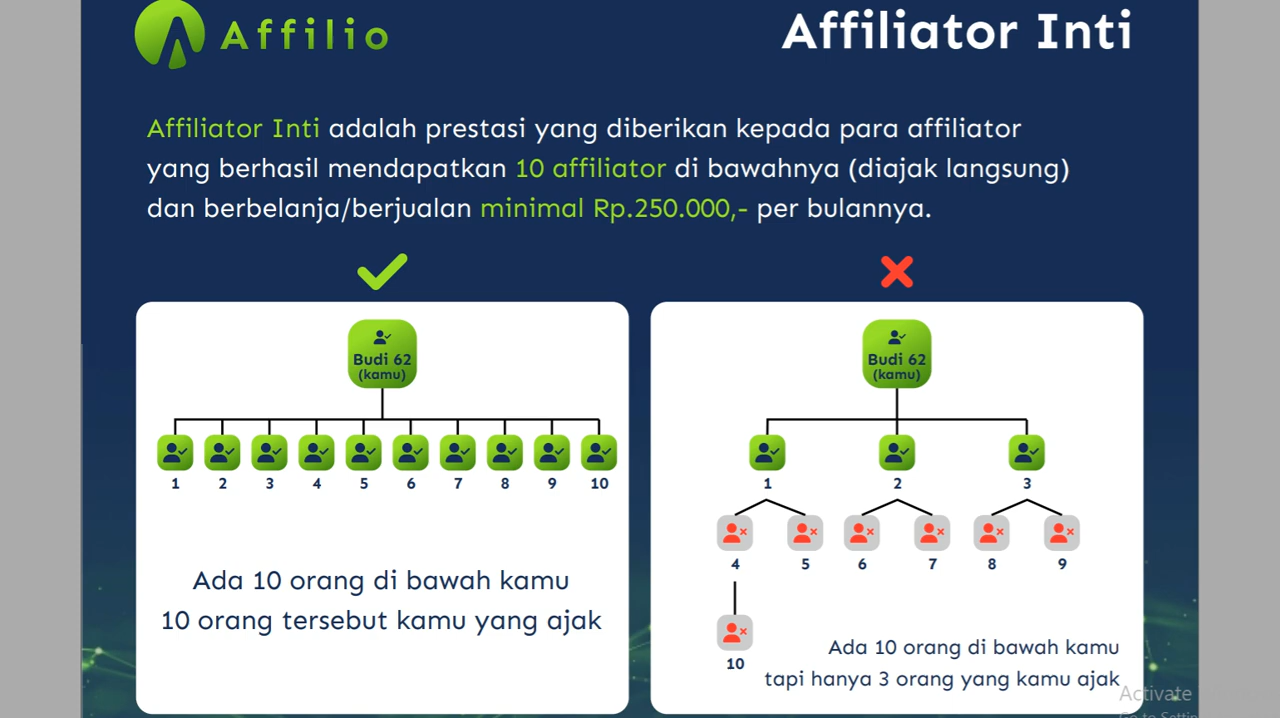 Affilio
Affiliator Inti
Affiliator Inti adalah prestasi yang diberikan kepada para affiliator
yang berhasil mendapatkan 10 affiliator di bawahnya (diajak langsung)
dan berbelanja/berjualan minimal Rp.250.000,- per bulannya.
Budi 62
(kamu)
1 2 3 4 5 6 7 8 9 10
Ada 10 orang di bawah kamu
10 orang tersebut kamu yang ajak
Budi 62
(kamu)
1 2 3
4 5 6 7 8 9
10
Ada 10 orang di bawah kamu
tapi hanya 3 orang yang kamu ajak
Activate
Go to